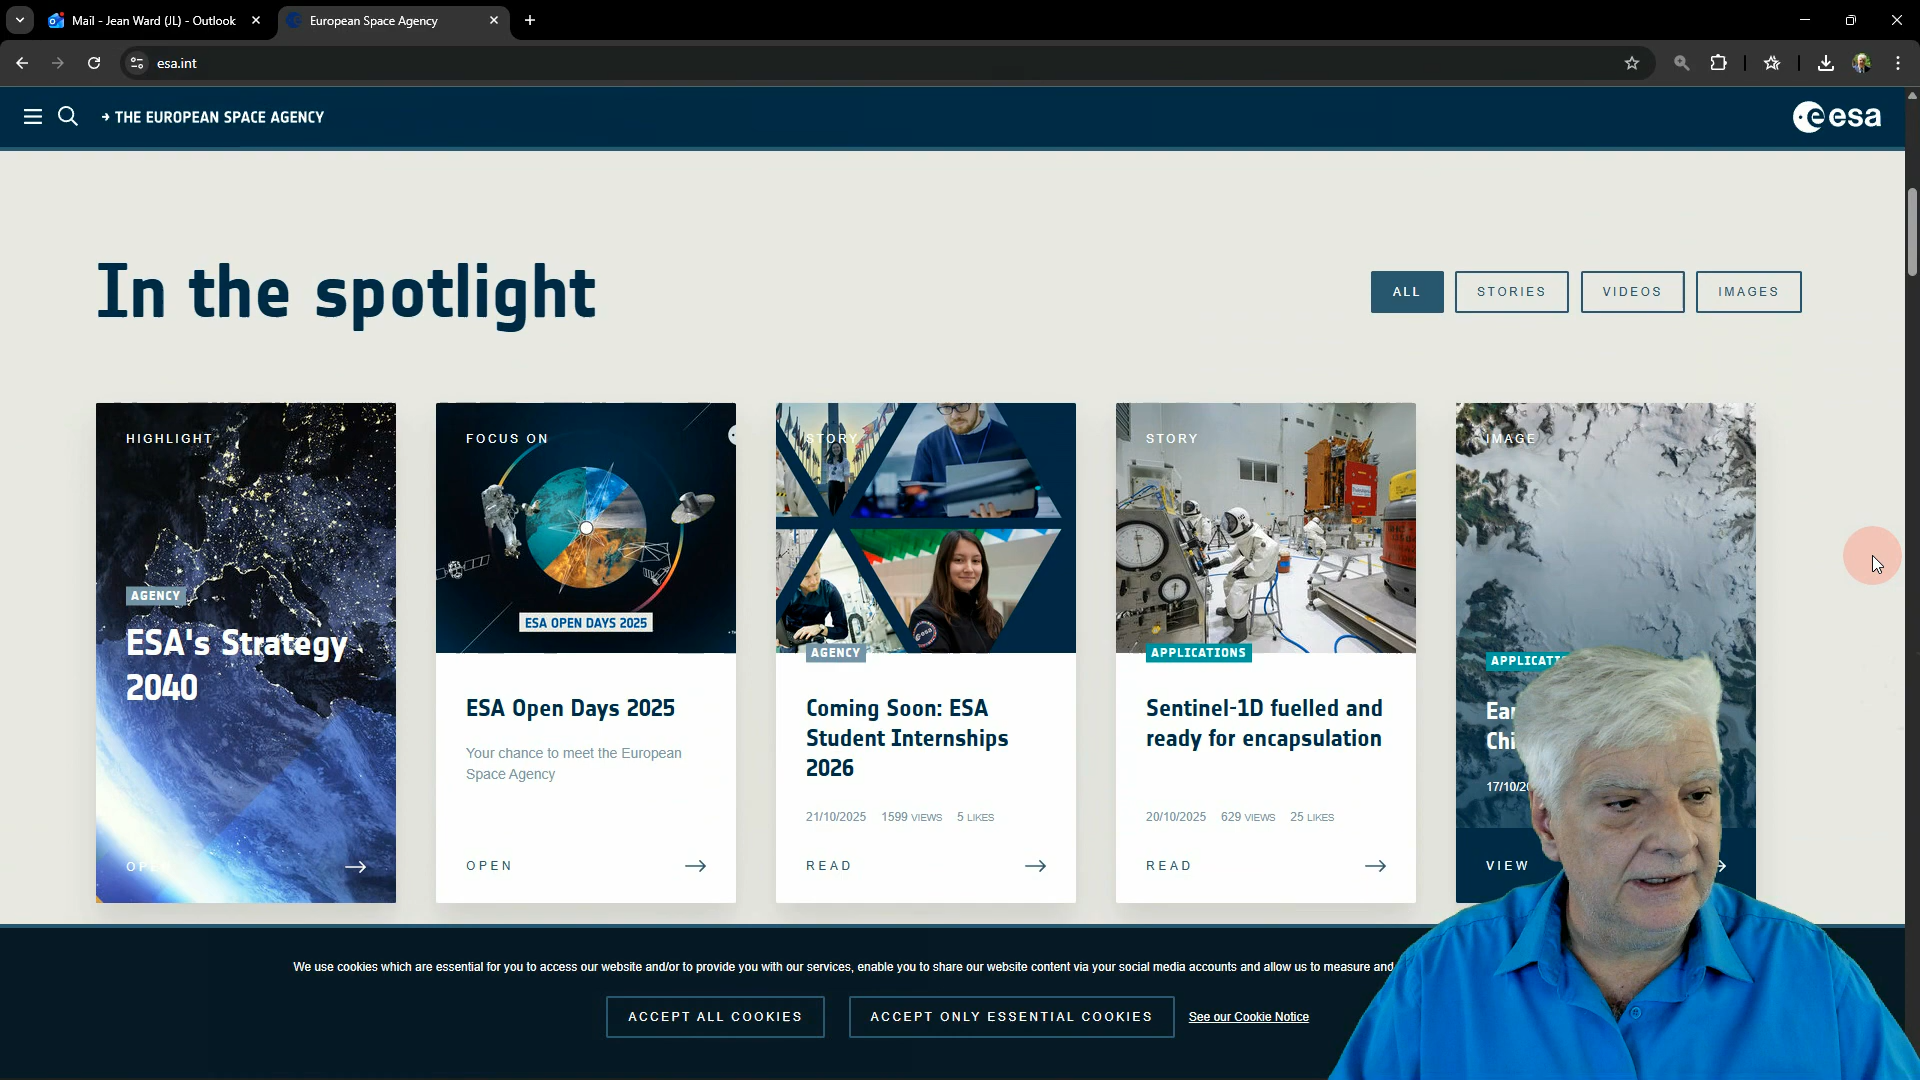 Mail - Jean Ward (JL) - Outlook
European Space Agency
esa.int
THE EUROPEAN SPACE AGENCY
esa
In the spotlight
ALL
STORIES
VIDEOS
IMAGES
HIGHLIGHT
AGENCY
ESA's Strategy
2040
OPEN
FOCUS ON
ESA OPEN DAYS 2025
ESA Open Days 2025
Your chance to meet the European
Space Agency
OPEN
STORY
AGENCY
Coming Soon: ESA
Student Internships
2026
21/10/2025 1599 VIEWS 5 LIKES
READ
STORY
APPLICATIONS
Sentinel-1D fuelled and
ready for encapsulation
20/10/2025 629 VIEWS 25 LIKES
READ
IMAGE
VIEW
We use cookies which are essential for you to access our website and/or to provide you with our services, enable you to share our website content via your social media accounts and allow us to measure and
ACCEPT ALL COOKIES
ACCEPT ONLY ESSENTIAL COOKIES
See our Cookie Notice